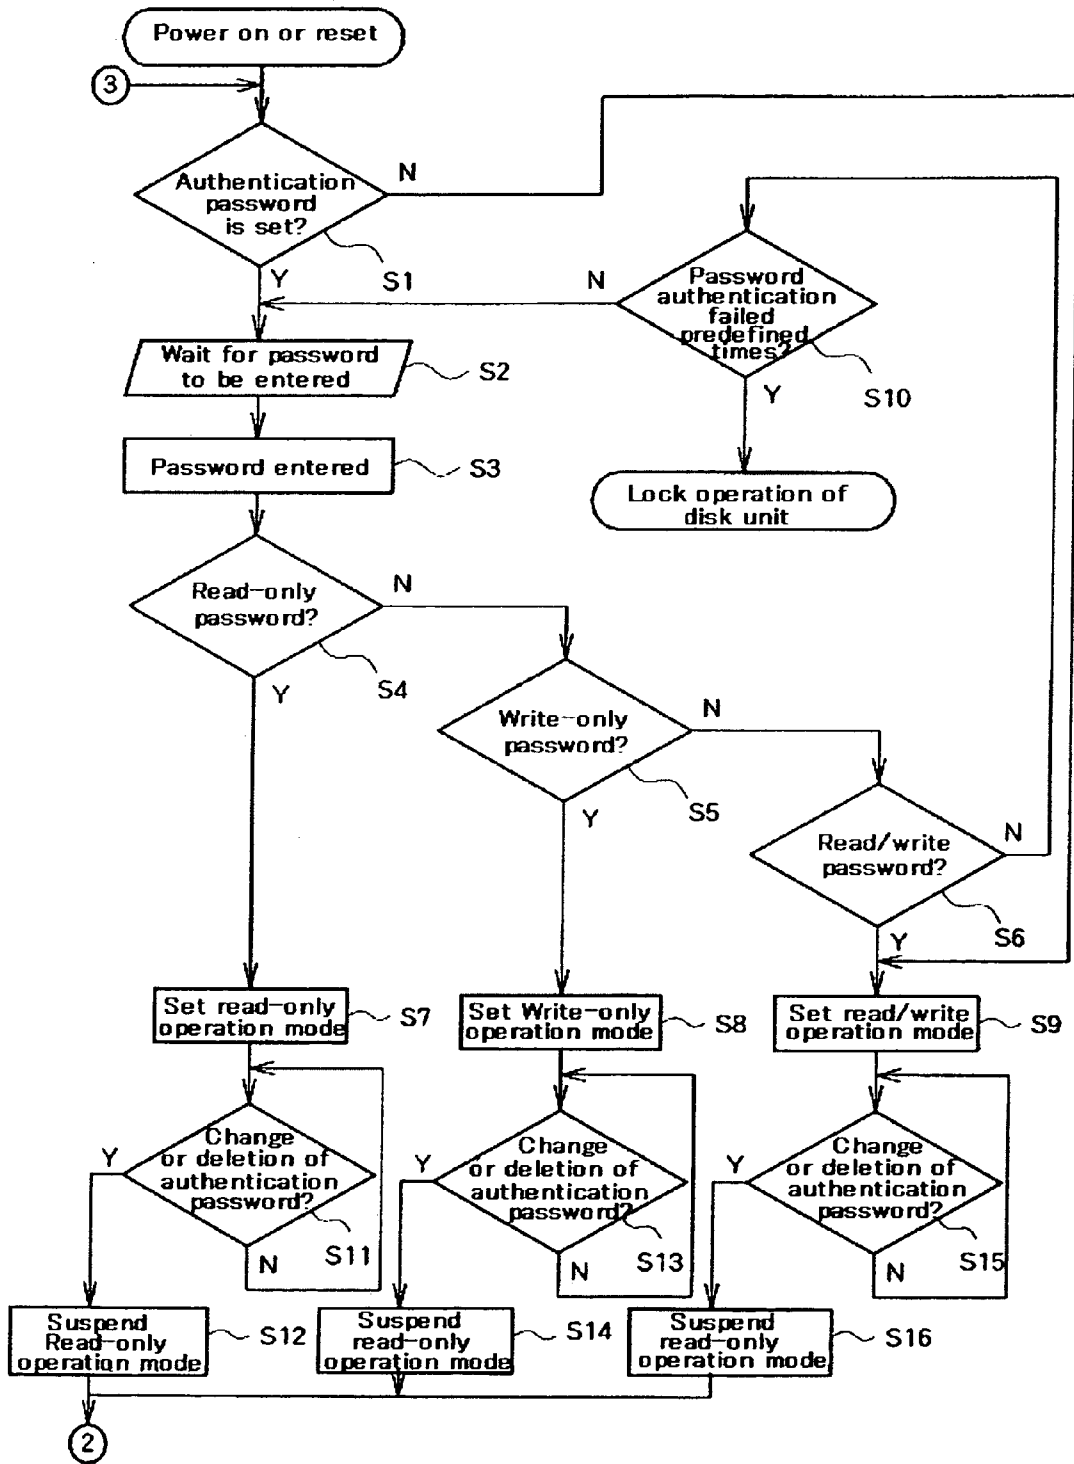 Power on or reset
3
Authentication
password
is set?
N
S1
Y
Password
authentication
failed
predefined
times?
N
S10
Y
Wait for password
to be entered
S2
Password entered
S3
Lock operation of
disk unit
Read-only
password?
N
S4
Y
Write-only
password?
N
S5
Y
Read/write
password?
N
S6
Y
Set read-only
operation mode
S7
Set Write-only
operation mode
S8
Set read/write
operation mode
S9
Change
or deletion of
authentication
password?
Y
S11
N
Change
or deletion of
authentication
password?
Y
S13
N
Change
or deletion of
authentication
password?
Y
S15
N
Suspend
Read-only
operation mode
S12
Suspend
read-only
operation mode
S14
Suspend
read-only
operation mode
S16
2